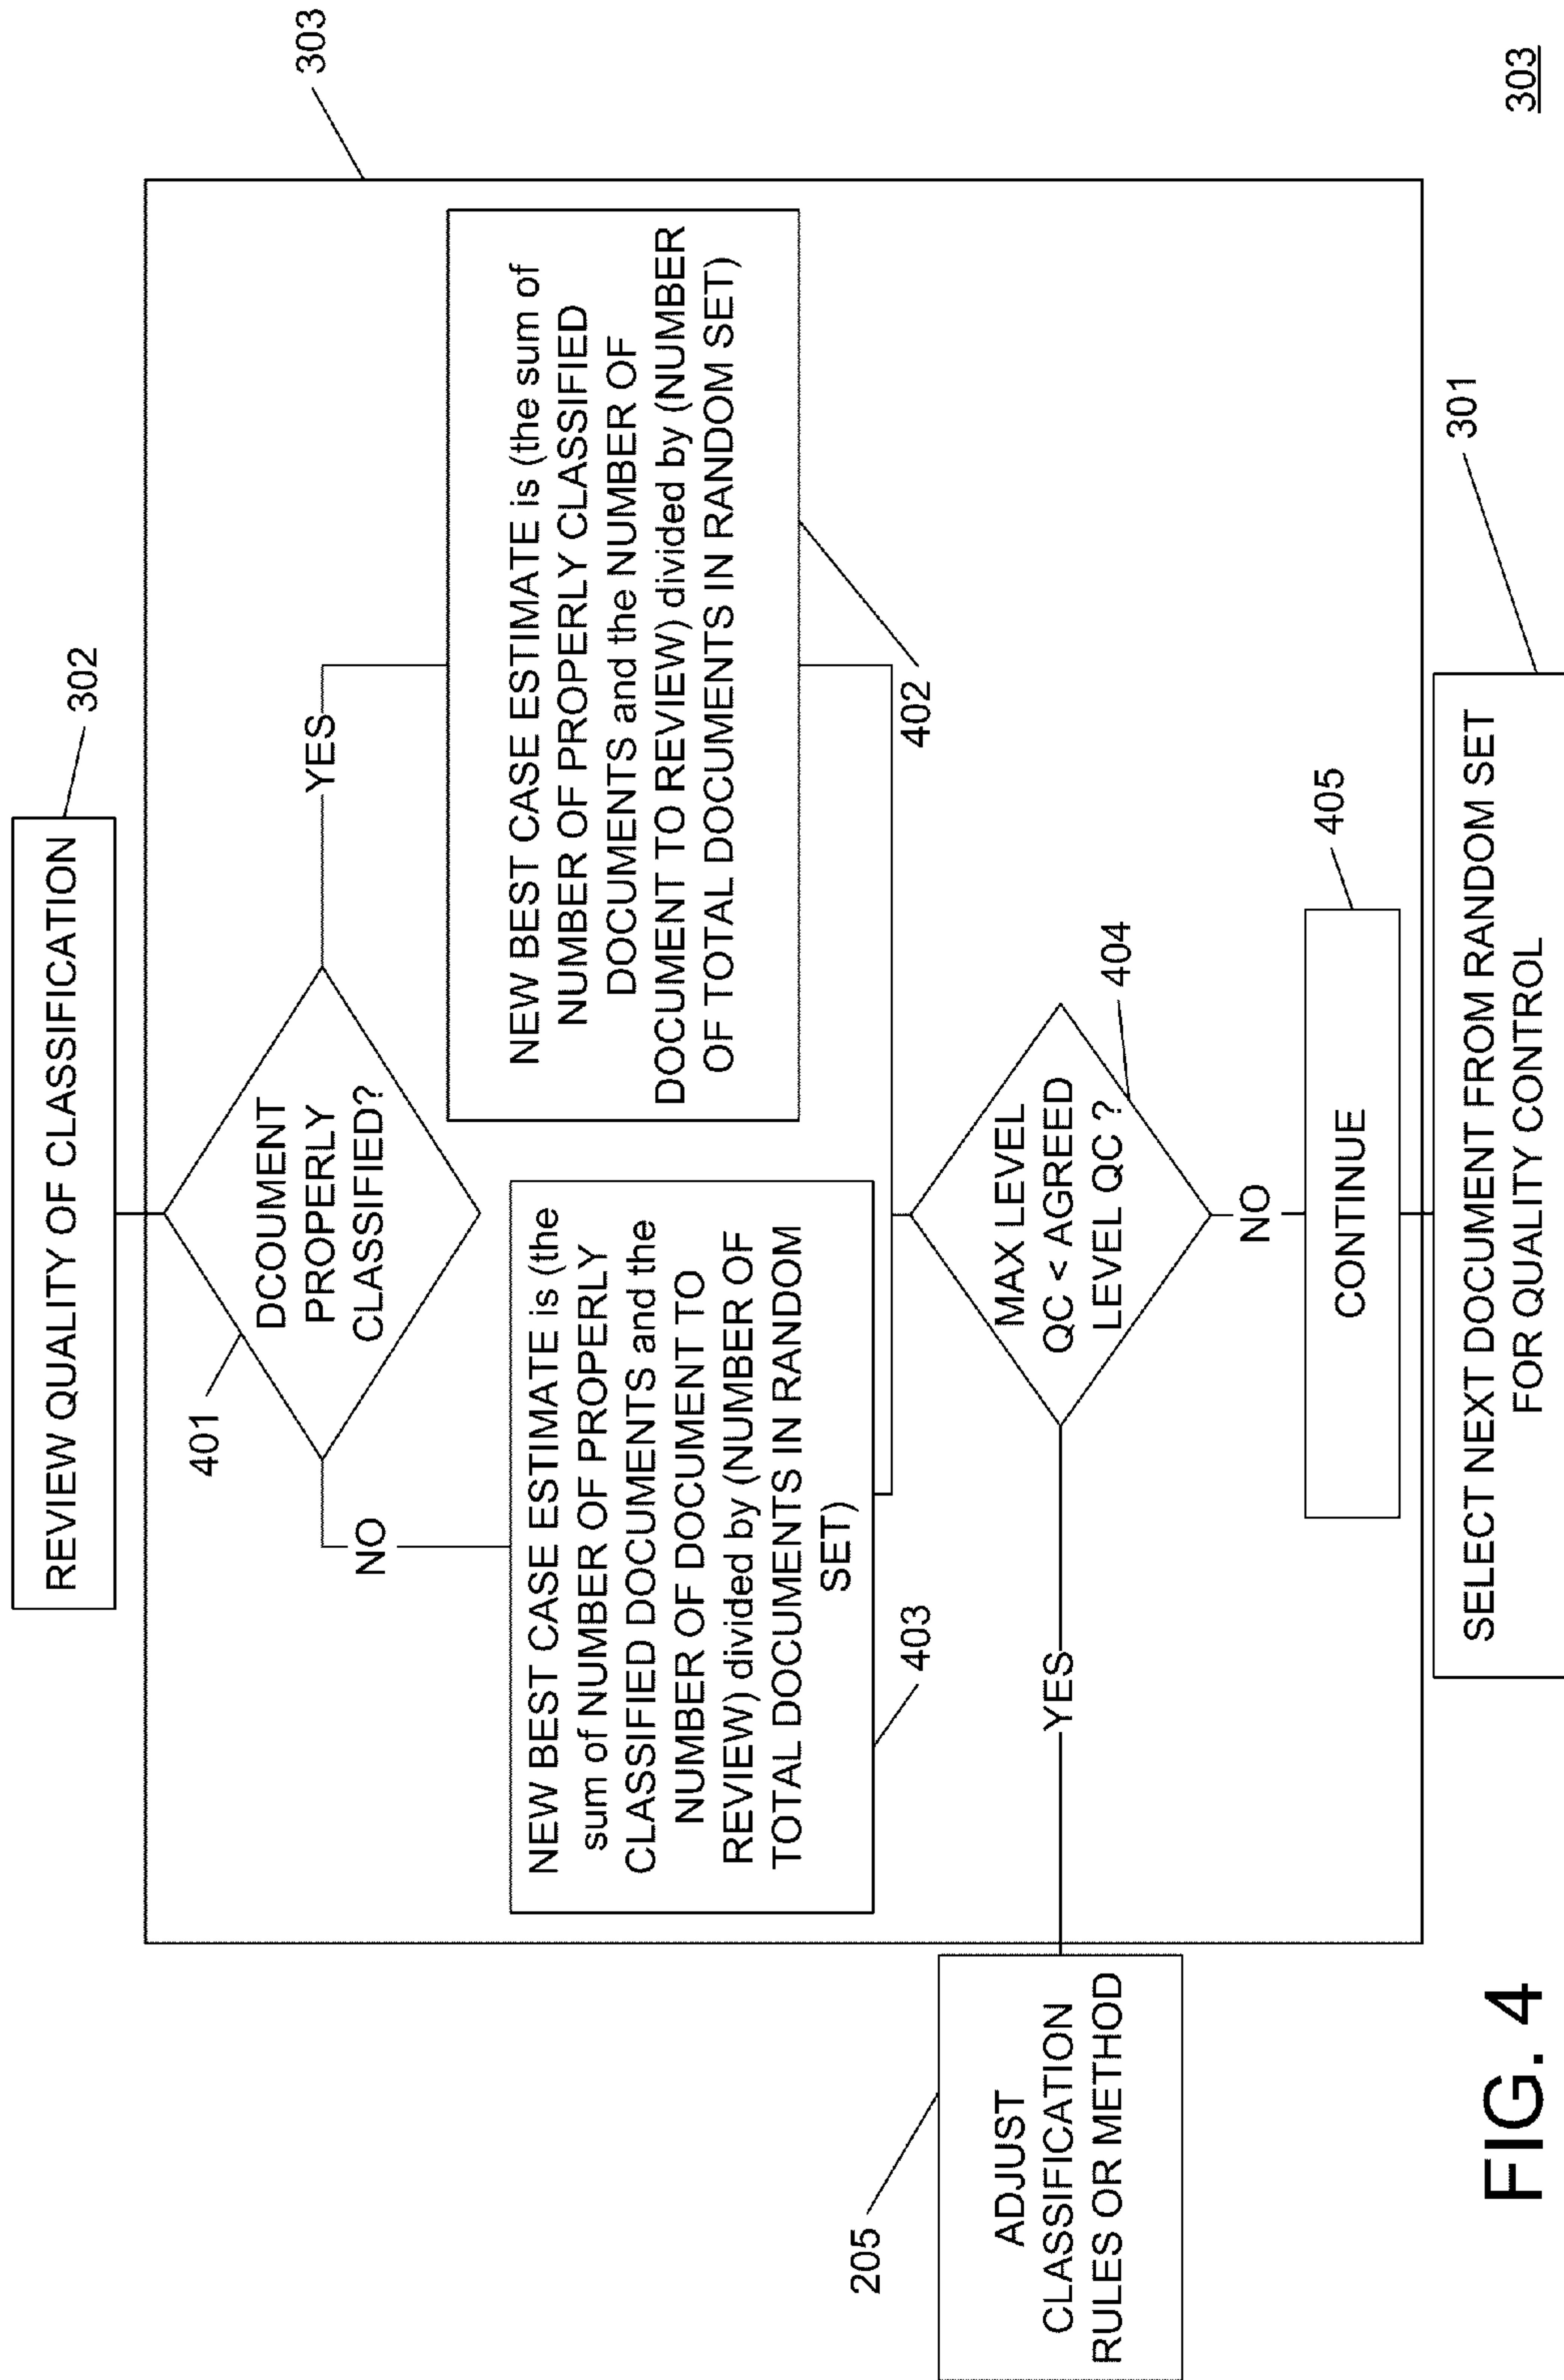 REVIEW QUALITY OF CLASSIFICATION
302
303
401
DCOUMENT
PROPERLY
CLASSIFIED?
NO
YES
NEW BEST CASE ESTIMATE is (the
sum of NUMBER OF PROPERLY
CLASSIFIED DOCUMENTS and the
NUMBER OF DOCUMENT TO
REVIEW) divided by (NUMBER OF
TOTAL DOCUMENTS IN RANDOM
SET)
403
NEW BEST CASE ESTIMATE is (the sum of
NUMBER OF PROPERLY CLASSIFIED
DOCUMENTS and the NUMBER OF
DOCUMENT TO REVIEW) divided by (NUMBER
OF TOTAL DOCUMENTS IN RANDOM SET)
402
MAX LEVEL
QC < AGREED
LEVEL QC ?
404
YES
NO
205
ADJUST
CLASSIFICATION
RULES OR METHOD
CONTINUE
405
SELECT NEXT DOCUMENT FROM RANDOM SET
FOR QUALITY CONTROL
301
FIG. 4
303